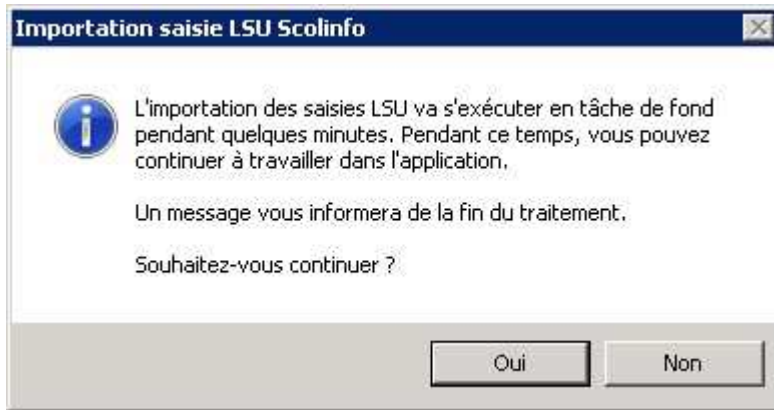 Importation saisie LSU Scolinfo
L'importation des saisies LSU va s'exécuter en tâche de fond
pendant quelques minutes. Pendant ce temps, vous pouvez
continuer à travailler dans l'application.
Un message vous informera de la fin du traitement.
Souhaitez-vous continuer ?
Oui
Non